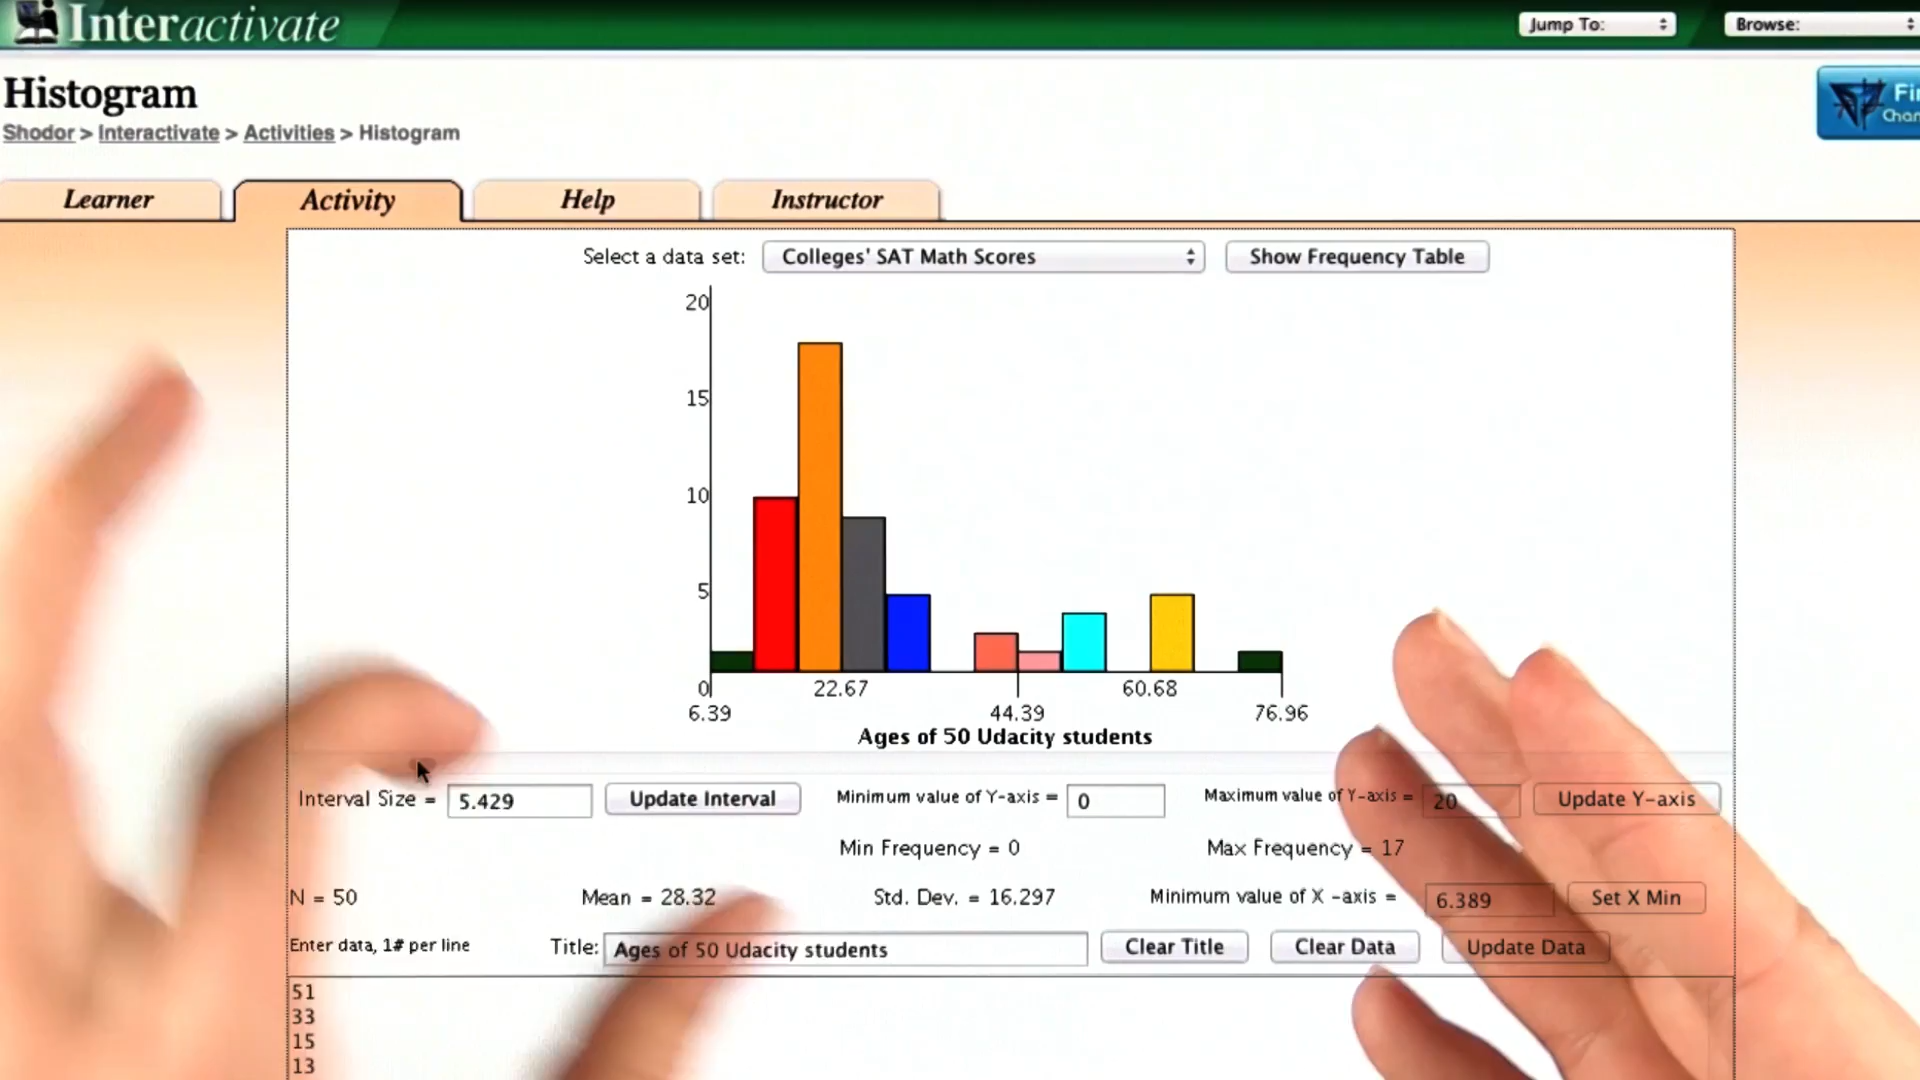 Interactivate
Jump To:
Browse:
Histogram
Shodor > Interactivate > Activities > Histogram
Learner
Activity
Help
Instructor
Select a data set:
Colleges' SAT Math Scores
Show Frequency Table
20
15
10
5
0
22.67
60.68
6.39
44.39
76.96
Ages of 50 Udacity students
Interval Size =
5.429
Update Interval
Minimum value of Y-axis =
0
Maximum value of Y-axis =
20
Update Y-axis
Min Frequency = 0
Max Frequency = 17
N = 50
Mean = 28.32
Std. Dev. = 16.297
Minimum value of X -axis =
6.389
Set X Min
Enter data, 1# per line
Title:
Ages of 50 Udacity students
Clear Title
Clear Data
Update Data
51
33
15
13